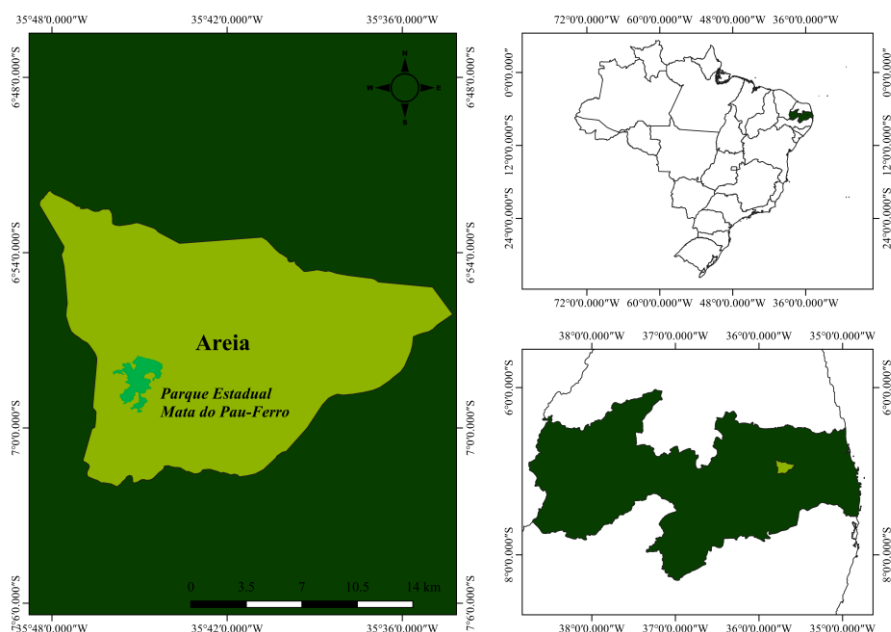 35°48'0.000"W 35°42'0.000"W 35°36'0.000"W
6°48'0.000"S
6°48'0.000"S
N
W E
S
6°54'0.000"S
6°54'0.000"S
Areia
Parque Estadual
Mata do Pau-Ferro
7°0'0.000"S
7°0'0.000"S
0 3.5 7 10.5 14 km
7°6'0.000"S
7°6'0.000"S
35°48'0.000"W 35°42'0.000"W 35°36'0.000"W
72°0'0.000"W 60°0'0.000"W 48°0'0.000"W 36°0'0.000"W
0°0'0.000"
0°0'0.000"
12°0'0.000"S
12°0'0.000"S
24°0'0.000"S
24°0'0.000"S
72°0'0.000"W 60°0'0.000"W 48°0'0.000"W 36°0'0.000"W
38°0'0.000"W 37°0'0.000"W 36°0'0.000"W 35°0'0.000"W
6°0'0.000"S
6°0'0.000"S
8°0'0.000"S
8°0'0.000"S
38°0'0.000"W 37°0'0.000"W 36°0'0.000"W 35°0'0.000"W